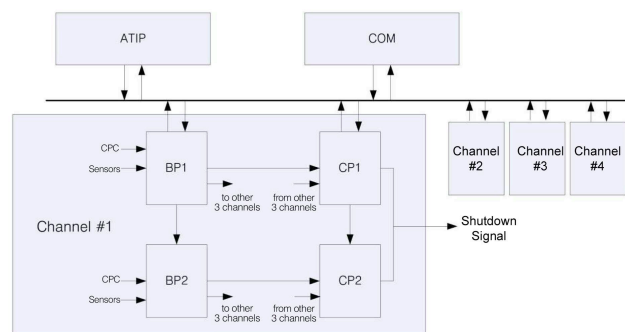 ATIP
COM
CPC
Sensors
BP1
CP1
to other
3 channels
from other
3 channels
Channel
#2
Channel
#3
Channel
#4
Channel #1
Shutdown
Signal
CPC
Sensors
BP2
CP2
to other
3 channels
from other
3 channels